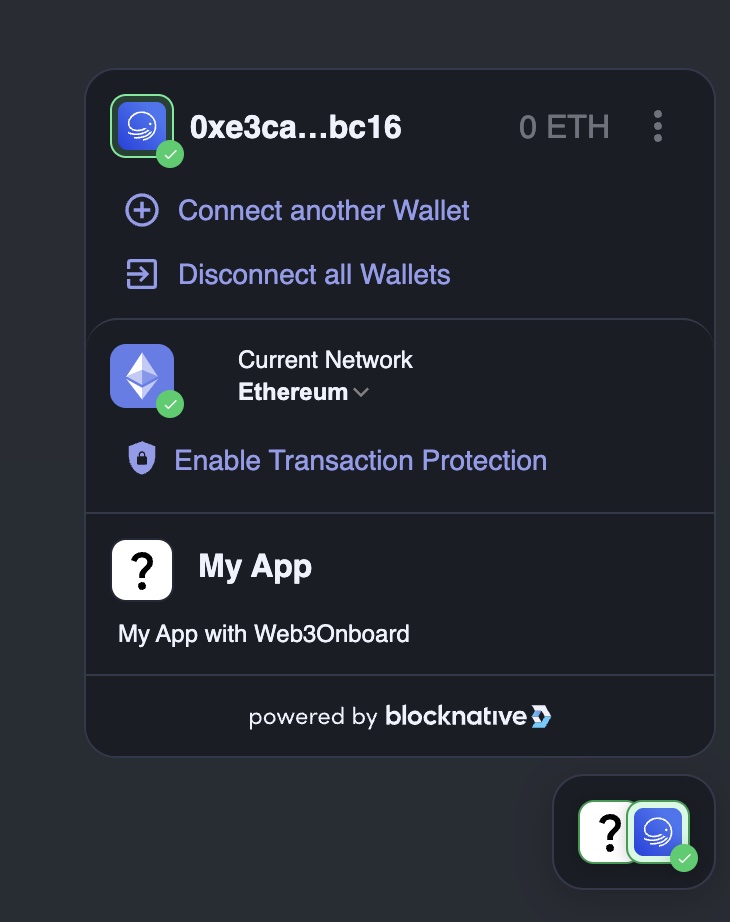 0xe3ca...bc16 0 ETH
Connect another Wallet
Disconnect all Wallets
Current Network
Ethereum
Enable Transaction Protection
? My App
My App with Web3Onboard
powered by blocknative
?